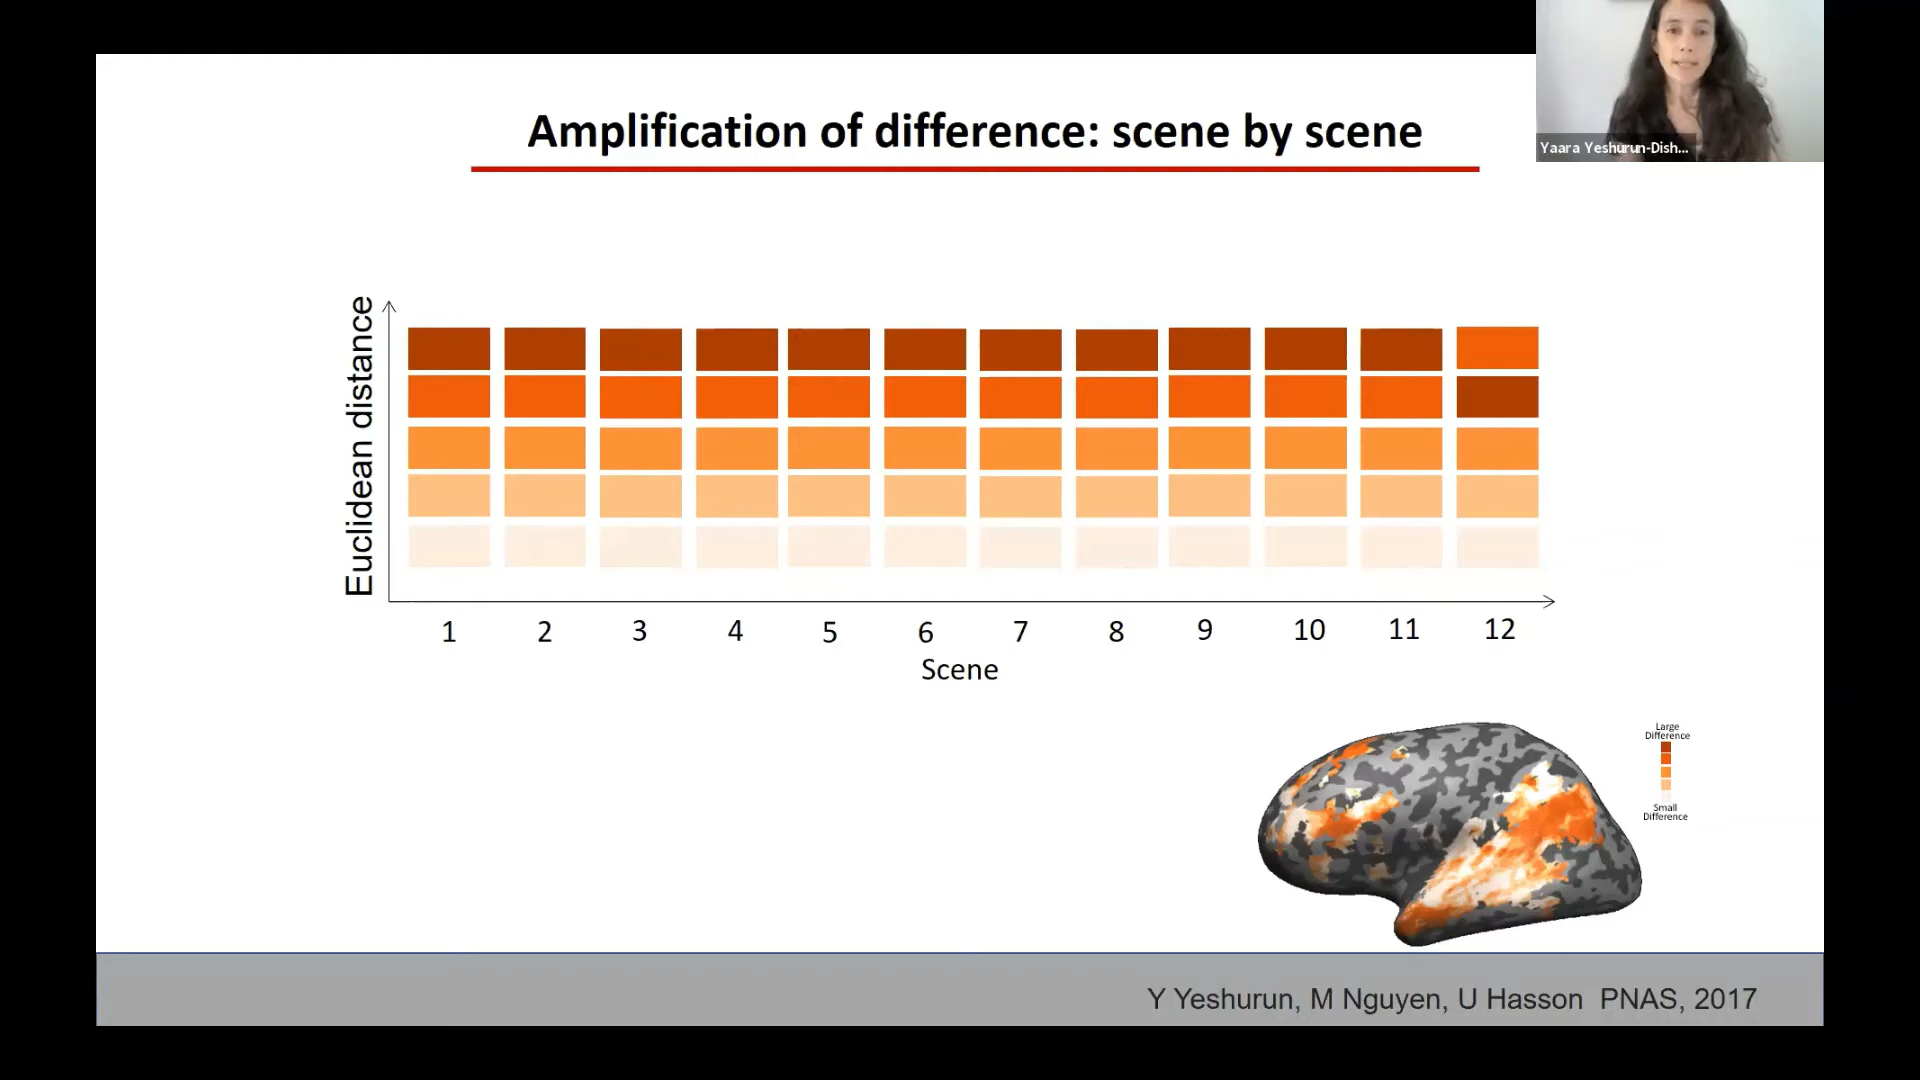 Amplification of difference: scene by scene
Yaara Yeshurun-Dish...
Euclidean distance
1 2 3 4 5 6 7 8 9 10 11 12
Scene
Large
Difference
Small
Difference
Y Yeshurun, M Nguyen, U Hasson PNAS, 2017